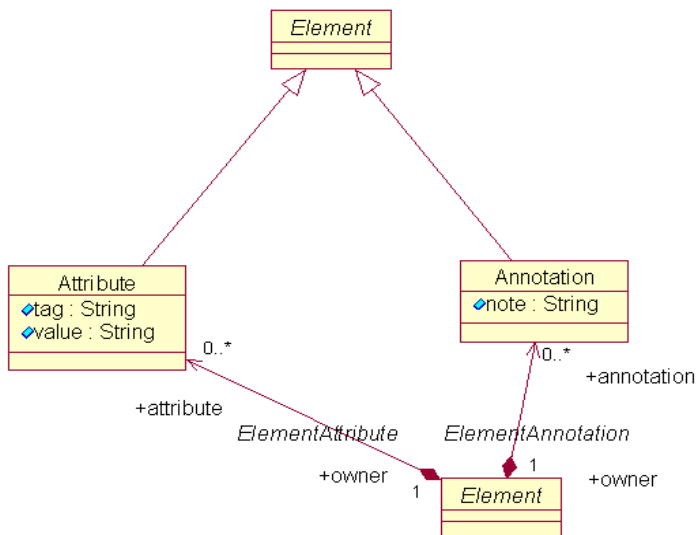 Element
Attribute
tag : String
value : String
Annotation
note : String
0..*
0..*
+annotation
+attribute
ElementAttribute
ElementAnnotation
+owner
1
1
+owner
Element